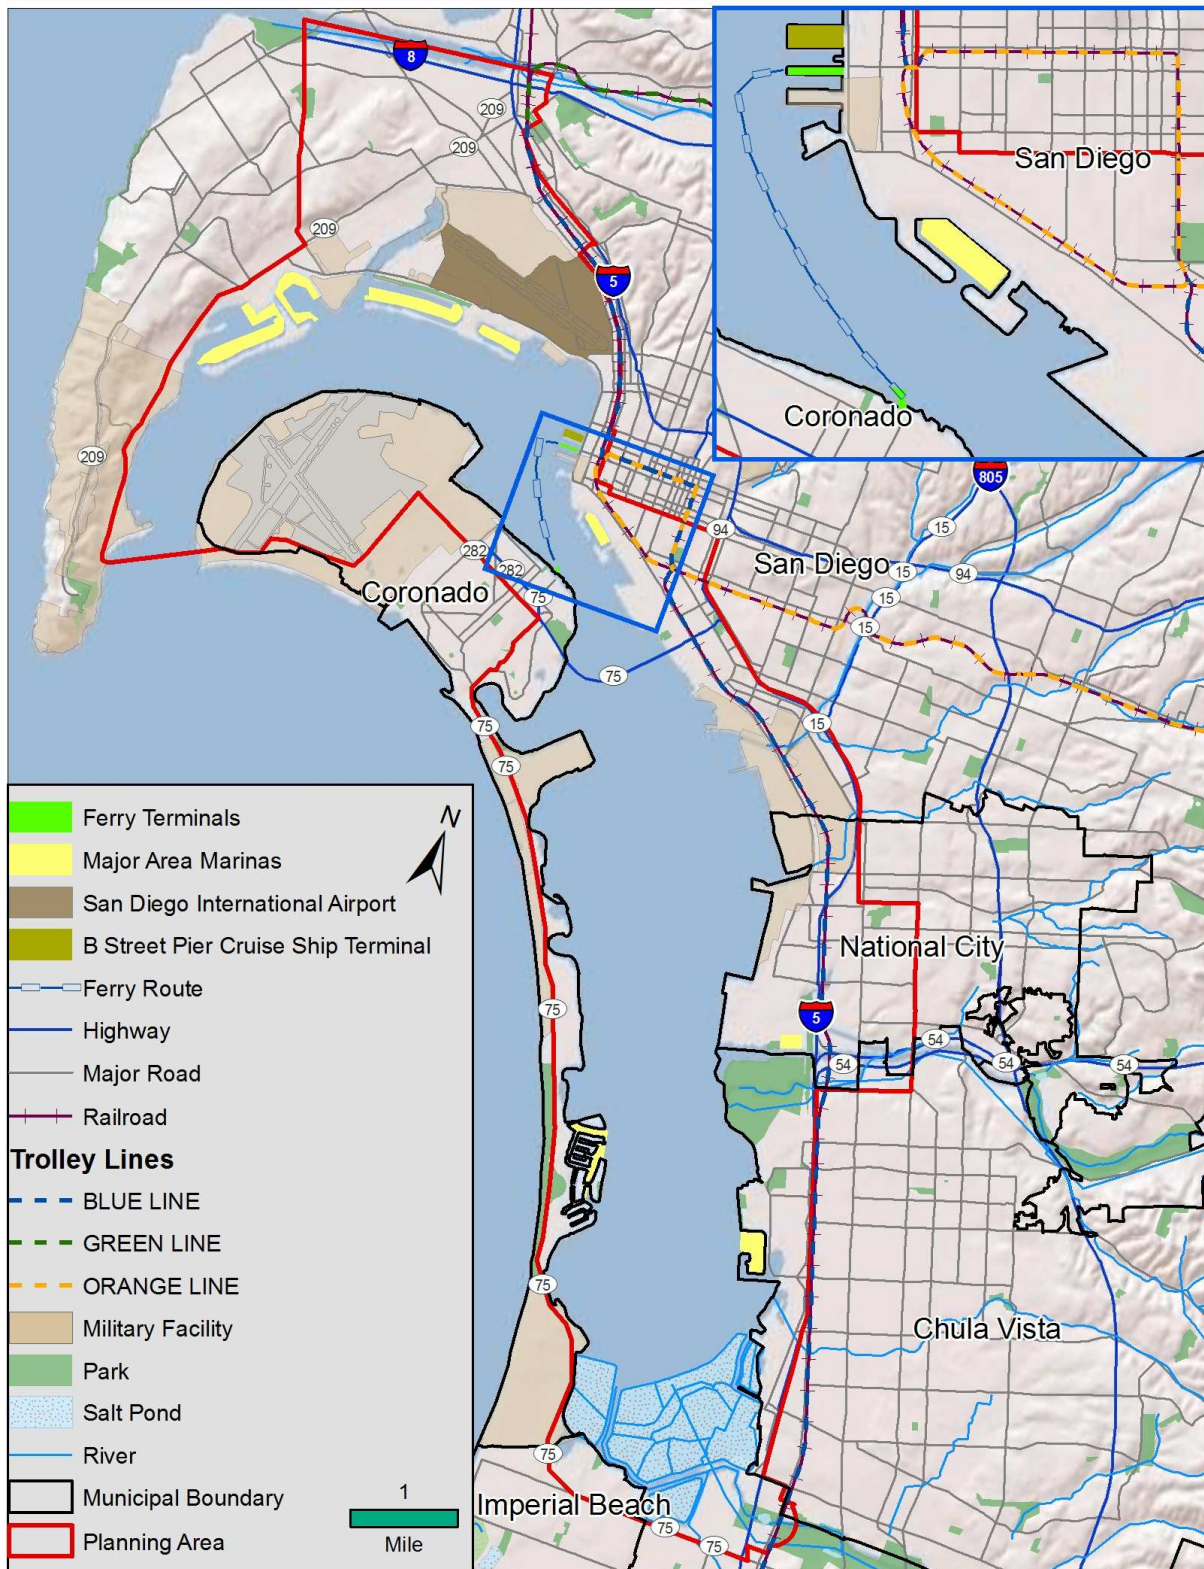 8
209
209
209
5
209
San Diego
Coronado
805
15
94
San Diego
15
94
15
15
282
282
Coronado
75
75
75
15
75
National City
75
5
54
54
54
54
75
Chula Vista
75
Imperial Beach
75
75
Ferry Terminals
Major Area Marinas
N
San Diego International Airport
B Street Pier Cruise Ship Terminal
Ferry Route
Highway
Major Road
Railroad
Trolley Lines
BLUE LINE
GREEN LINE
ORANGE LINE
Military Facility
Park
Salt Pond
River
Municipal Boundary
Planning Area
1
Mile